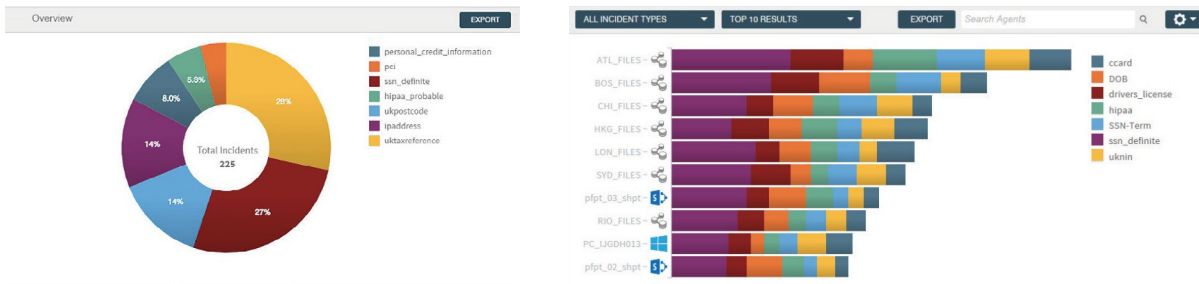 Overview
EXPORT
personal_credit_information
pci
ssn_definite
hipaa_probable
ukpostcode
ipaddress
uktaxreference
5.9%
8.0%
28%
14%
14%
27%
Total Incidents
225
ALL INCIDENT TYPES
TOP 10 RESULTS
EXPORT
Search Agents
ATL_FILES
BOS_FILES
CHI_FILES
HKG_FILES
LON_FILES
SYD_FILES
pfpt_03_shpt
RIO_FILES
PC_IJGDH013
pfpt_02_shpt
ccard
DOB
drivers_license
hipaa
SSN-Term
ssn_definite
uknin